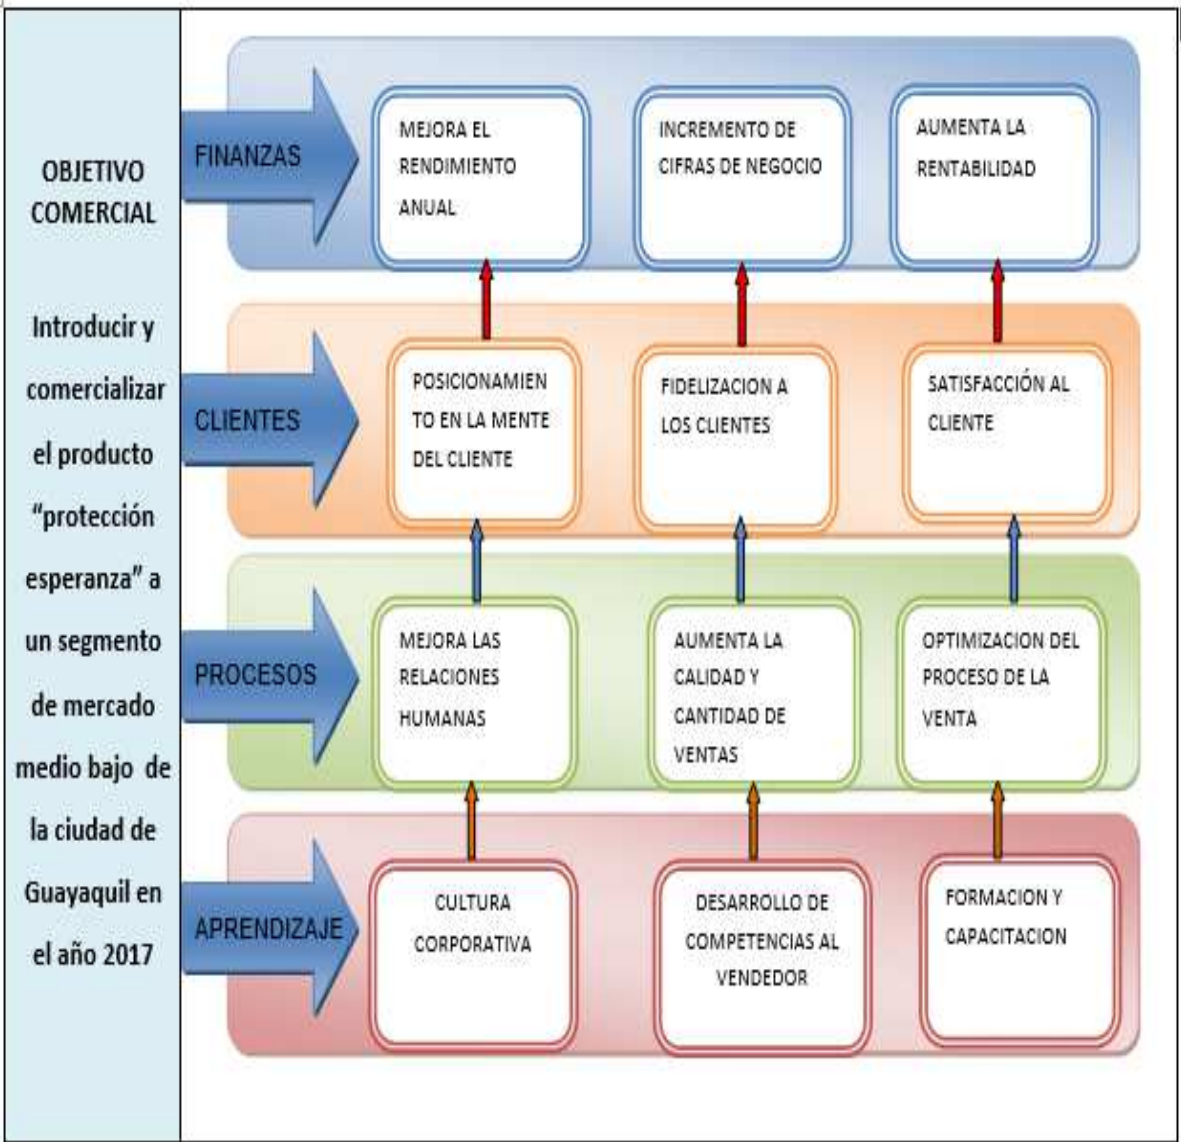 OBJETIVO
COMERCIAL
Introducir y
comercializar
el producto
“protección
esperanza” a
un segmento
de mercado
medio bajo de
la ciudad de
Guayaquil en
el año 2017
FINANZAS
MEJORA EL
RENDIMIENTO
ANUAL
INCREMENTO DE
CIFRAS DE NEGOCIO
AUMENTA LA
RENTABILIDAD
CLIENTES
POSICIONAMIEN
TO EN LA MENTE
DEL CLIENTE
FIDELIZACION A
LOS CLIENTES
SATISFACCIÓN AL
CLIENTE
PROCESOS
MEJORA LAS
RELACIONES
HUMANAS
AUMENTA LA
CALIDAD Y
CANTIDAD DE
VENTAS
OPTIMIZACION DEL
PROCESO DE LA
VENTA
APRENDIZAJE
CULTURA
CORPORATIVA
DESARROLLO DE
COMPETENCIAS AL
VENDEDOR
FORMACION Y
CAPACITACION